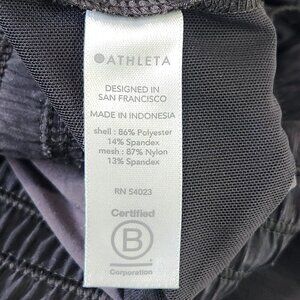 ATHLETA
DESIGNED IN
SAN FRANCISCO
MADE IN INDONESIA
shell : 86% Polyester
14% Spandex
mesh : 87% Nylon
13% Spandex
RN 54023
Certified
B
Corporation